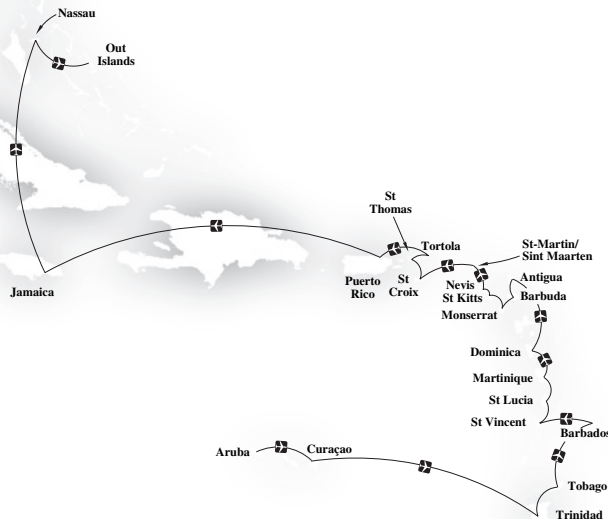 Nassau
Out
Islands
St
Thomas
Tortola
St-Martin/
Sint Maarten
Jamaica
Puerto
Rico
St
Croix
Nevis
St Kitts
Monserrat
Antigua
Barbuda
Dominica
Martinique
St Lucia
St Vincent
Barbados
Aruba
Curaçao
Tobago
Trinidad